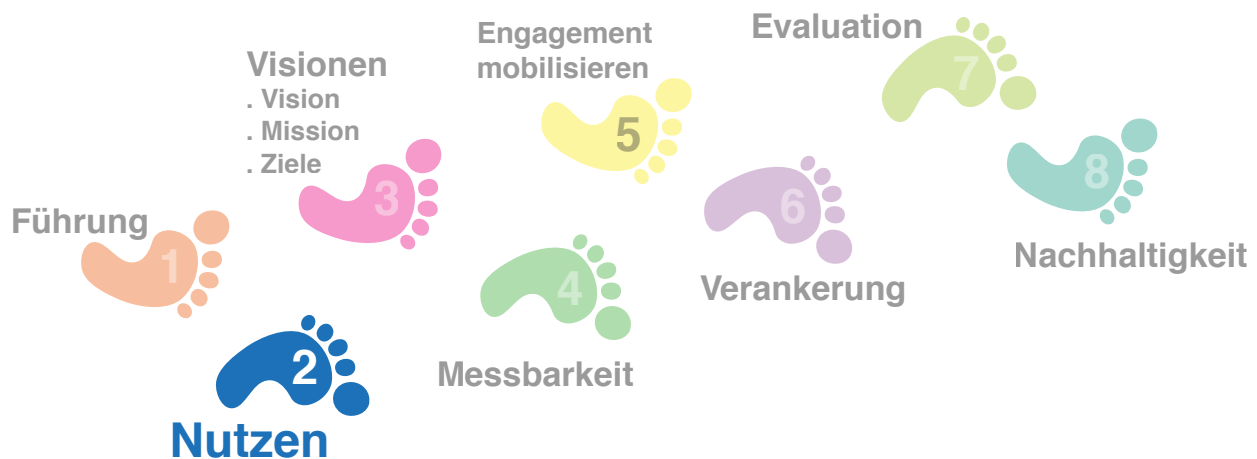 Führung
1
Nutzen
2
Visionen
. Vision
. Mission
. Ziele
3
Messbarkeit
4
Engagement
mobilisieren
5
Verankerung
6
Evaluation
7
Nachhaltigkeit
8